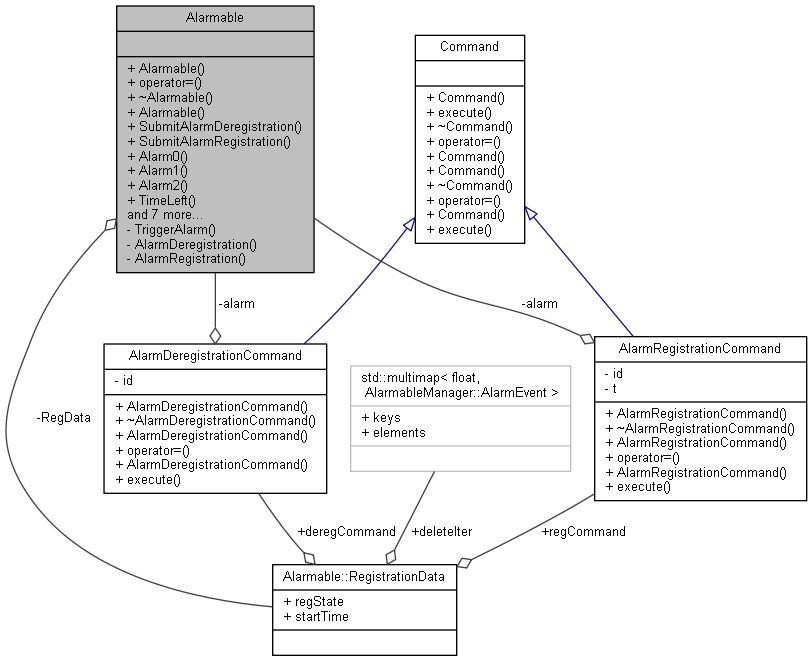 Alarmable
+ Alarmable()
+ operator=()
+ ~Alarmable()
+ Alarmable()
+ SubmitAlarmDeregistration()
+ SubmitAlarmRegistration()
+ Alarm0()
+ Alarm1()
+ Alarm2()
+ TimeLeft()
and 7 more...
- TriggerAlarm()
- AlarmDeregistration()
- AlarmRegistration()
Command
+ Command()
+ execute()
+ ~Command()
+ operator=()
+ Command()
+ Command()
+ ~Command()
+ operator=()
+ Command()
+ execute()
-alarm
-alarm
AlarmDeregistrationCommand
- id
+ AlarmDeregistrationCommand()
+ ~AlarmDeregistrationCommand()
+ AlarmDeregistrationCommand()
+ operator=()
+ AlarmDeregistrationCommand()
+ execute()
std::multimap< float,
AlarmableManager::AlarmEvent >
+ keys
+ elements
AlarmRegistrationCommand
- id
- t
+ AlarmRegistrationCommand()
+ ~AlarmRegistrationCommand()
+ AlarmRegistrationCommand()
+ operator=()
+ AlarmRegistrationCommand()
+ execute()
-RegData
+deregCommand
+deleteIter
+regCommand
Alarmable::RegistrationData
+ regState
+ startTime